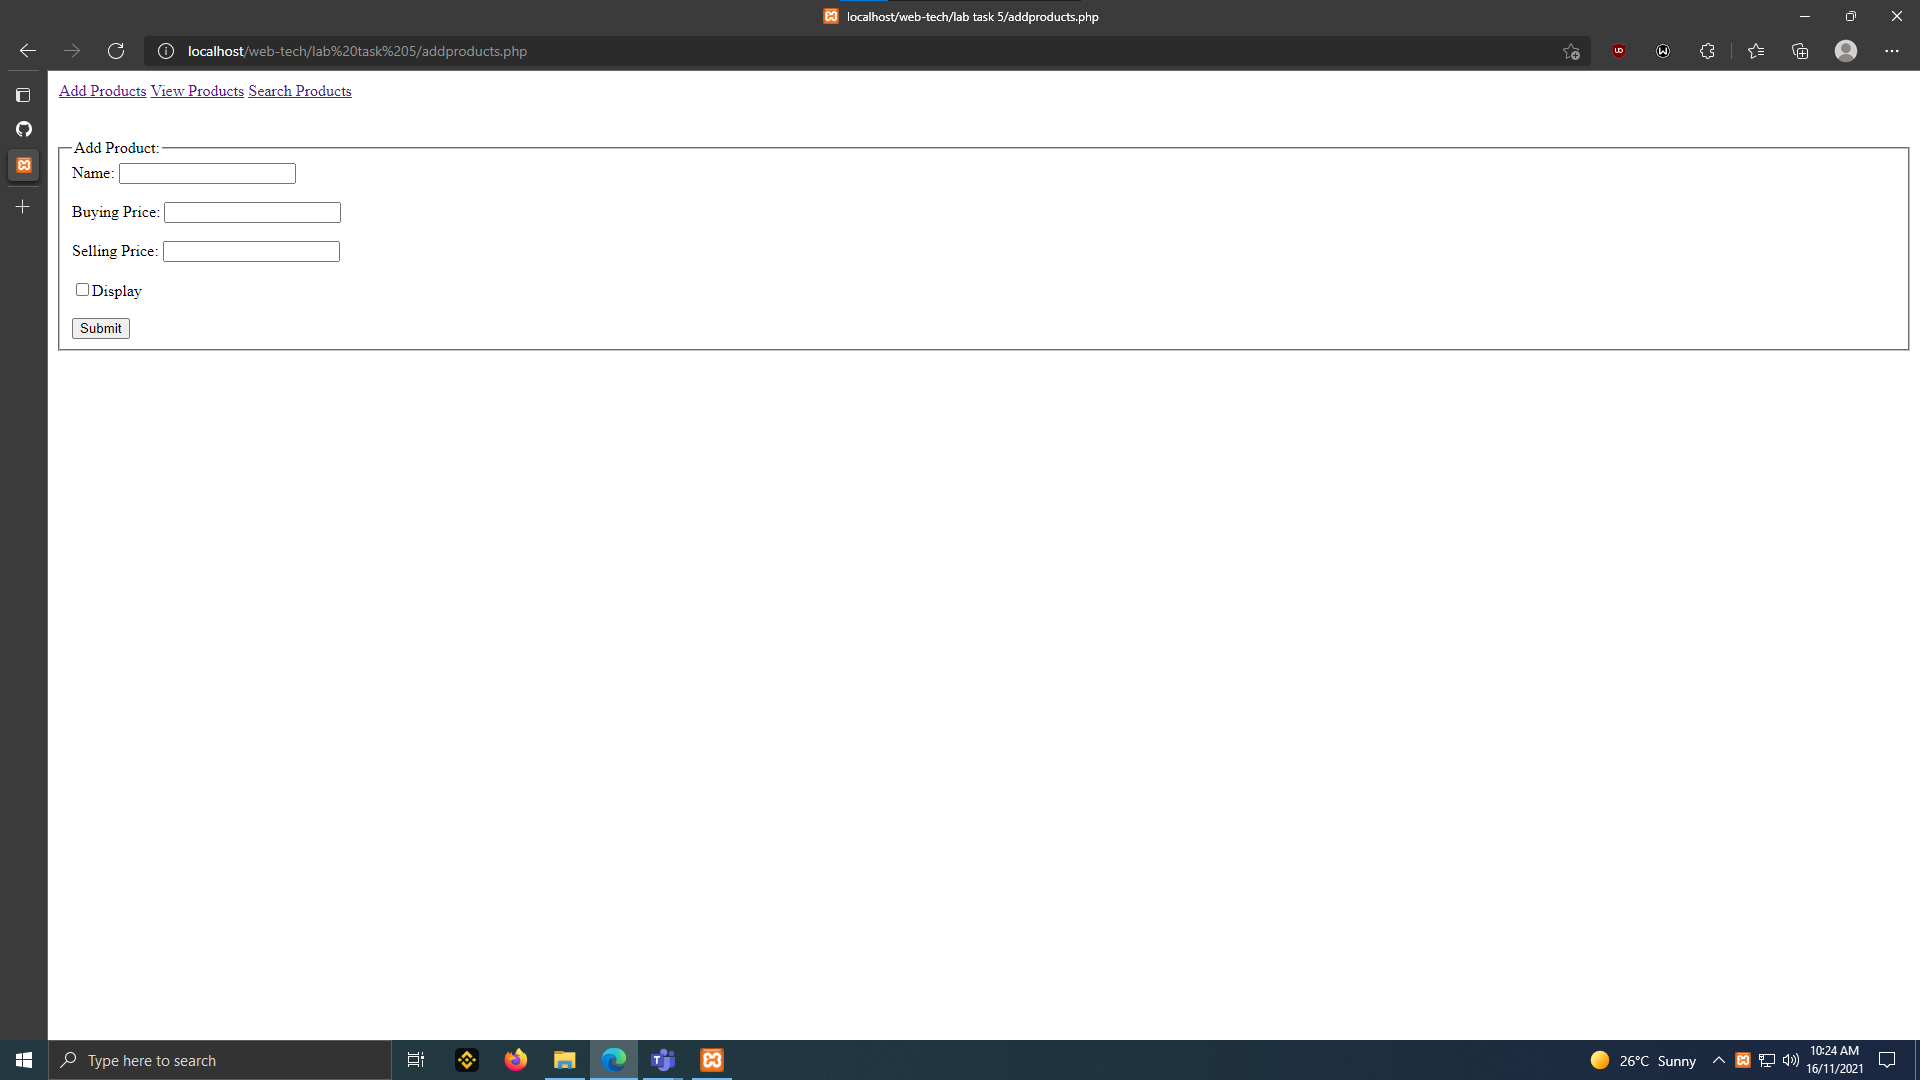 localhost/web-tech/lab task 5/addproducts.php
localhost/web-tech/lab%20task%205/addproducts.php
Add Products View Products Search Products
Add Product:
Name:
Buying Price:
Selling Price:
Display
Submit
Type here to search
26°C Sunny
10:24 AM
16/11/2021